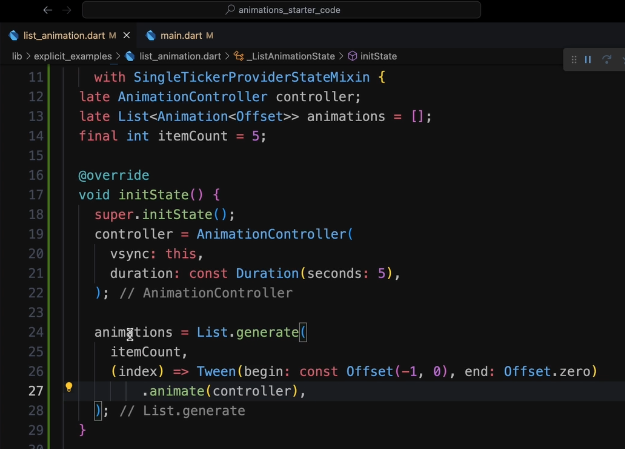 animations_starter_code
list_animation.dart M
main.dart M
lib > explicit_examples > list_animation.dart > _ListAnimationState > initState
11 with SingleTickerProviderStateMixin {
12 late AnimationController controller;
13 late List<Animation<Offset>> animations = [];
14 final int itemCount = 5;
15
16 @override
17 void initState() {
18 super.initState();
19 controller = AnimationController(
20 vsync: this,
21 duration: const Duration(seconds: 5),
22 ); // AnimationController
23
24 animations = List.generate(
25 itemCount,
26 (index) => Tween(begin: const Offset(-1, 0), end: Offset.zero)
27 .animate(controller),
28 ); // List.generate
29 }